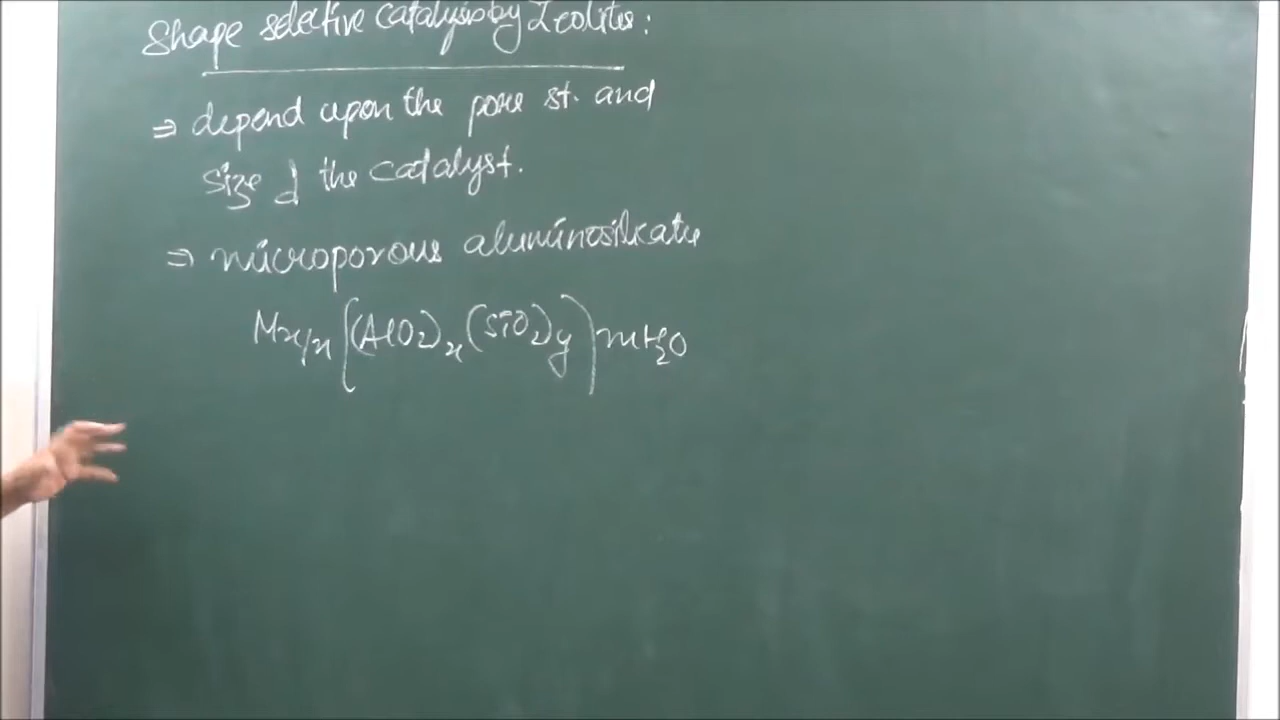 Shape selective catalysis by Zeolites:
⇒ depend upon the pore st. and
size of the catalyst.
⇒ microporous aluminosilicate
Mx/n [(AlO2)x (SiO2)y] mH2O